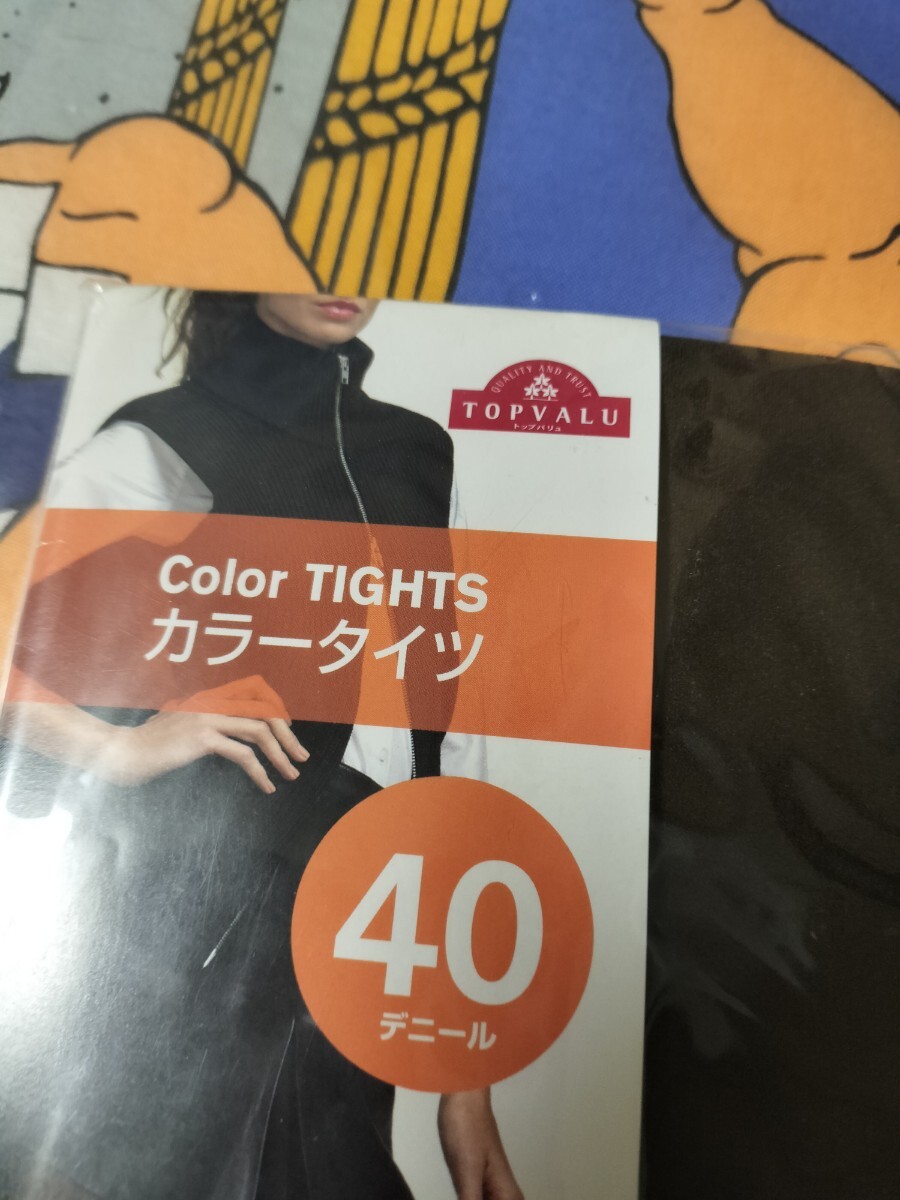 QUALITY AND TRUST
TOPVALU
トップバリュ
Color TIGHTS
カラータイツ
40
デニール